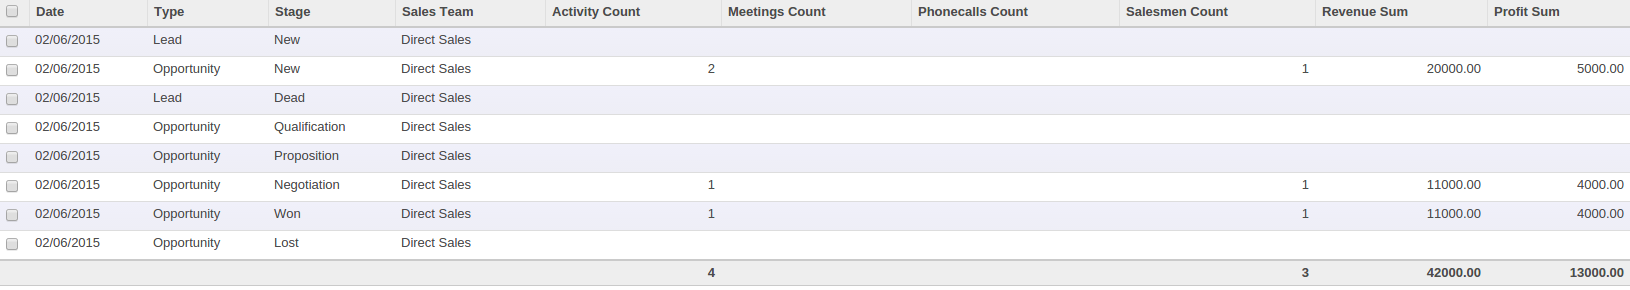 Date Type Stage Sales Team Activity Count Meetings Count Phonecalls Count Salesmen Count Revenue Sum Profit Sum
02/06/2015 Lead New Direct Sales
02/06/2015 Opportunity New Direct Sales 2 1 20000.00 5000.00
02/06/2015 Lead Dead Direct Sales
02/06/2015 Opportunity Qualification Direct Sales
02/06/2015 Opportunity Proposition Direct Sales
02/06/2015 Opportunity Negotiation Direct Sales 1 1 11000.00 4000.00
02/06/2015 Opportunity Won Direct Sales 1 1 11000.00 4000.00
02/06/2015 Opportunity Lost Direct Sales
4 3 42000.00 13000.00